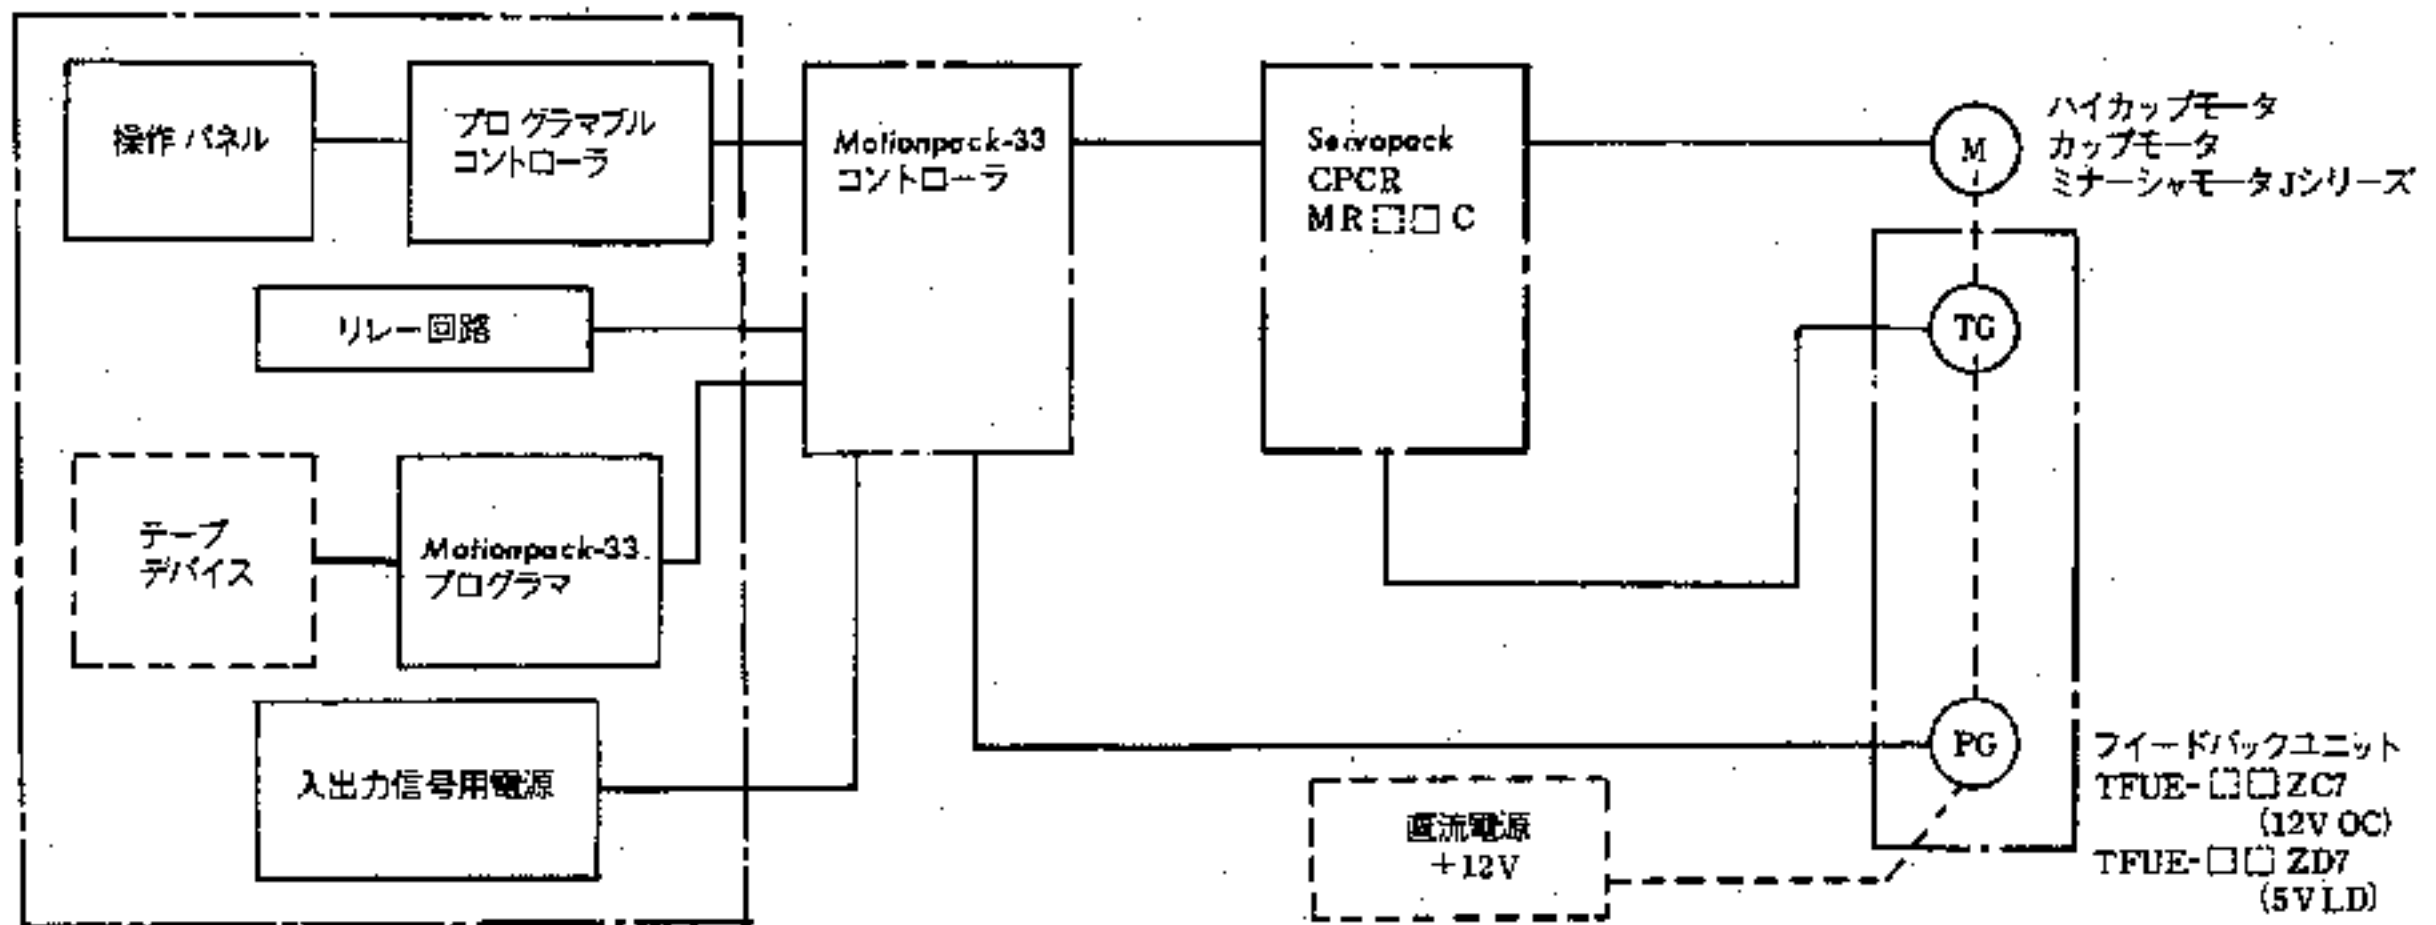 操作パネル
プログラマブル
コントローラ
Motionpack-33
コントローラ
Servopack
CPCR
MR□□C
M
ハイカップモータ
カップモータ
ミナーシャモータJシリーズ
リレー回路
TG
テープ
デバイス
Motionpack-33
プログラマ
入出力信号用電源
直流電源
+12V
PG
フィードバックユニット
TFUE-□□ZC7
(12V OC)
TFUE-□□ZD7
(5V LD)